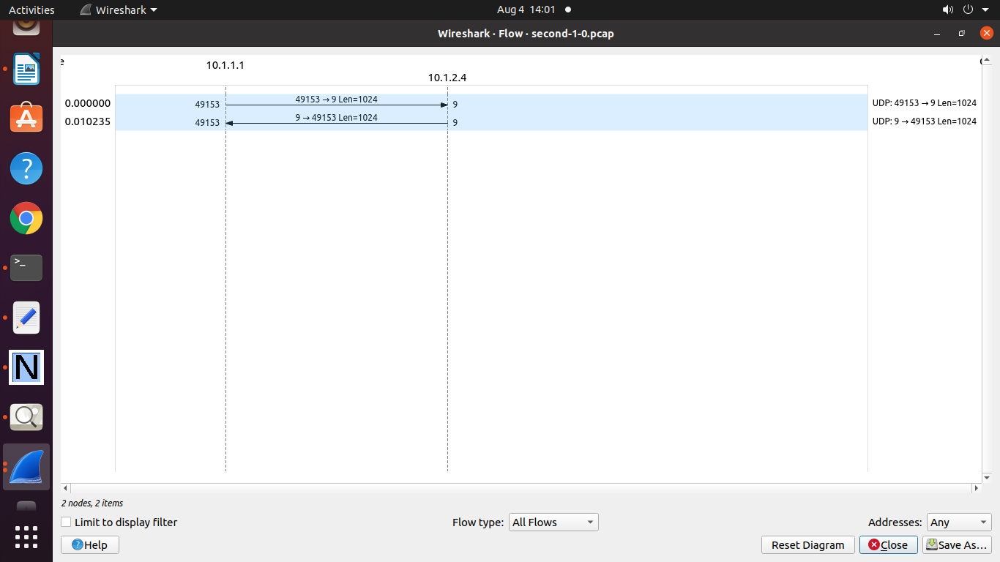 Activities Wireshark Aug 4 14:01
Wireshark · Flow · second-1-0.pcap
e
10.1.1.1
10.1.2.4
0.000000 49153 49153 → 9 Len=1024 9 UDP: 49153 → 9 Len=1024
0.010235 49153 9 → 49153 Len=1024 9 UDP: 9 → 49153 Len=1024
>_
?
N
2 nodes, 2 items
Limit to display filter Flow type: All Flows Addresses: Any
Help Reset Diagram Close Save As…